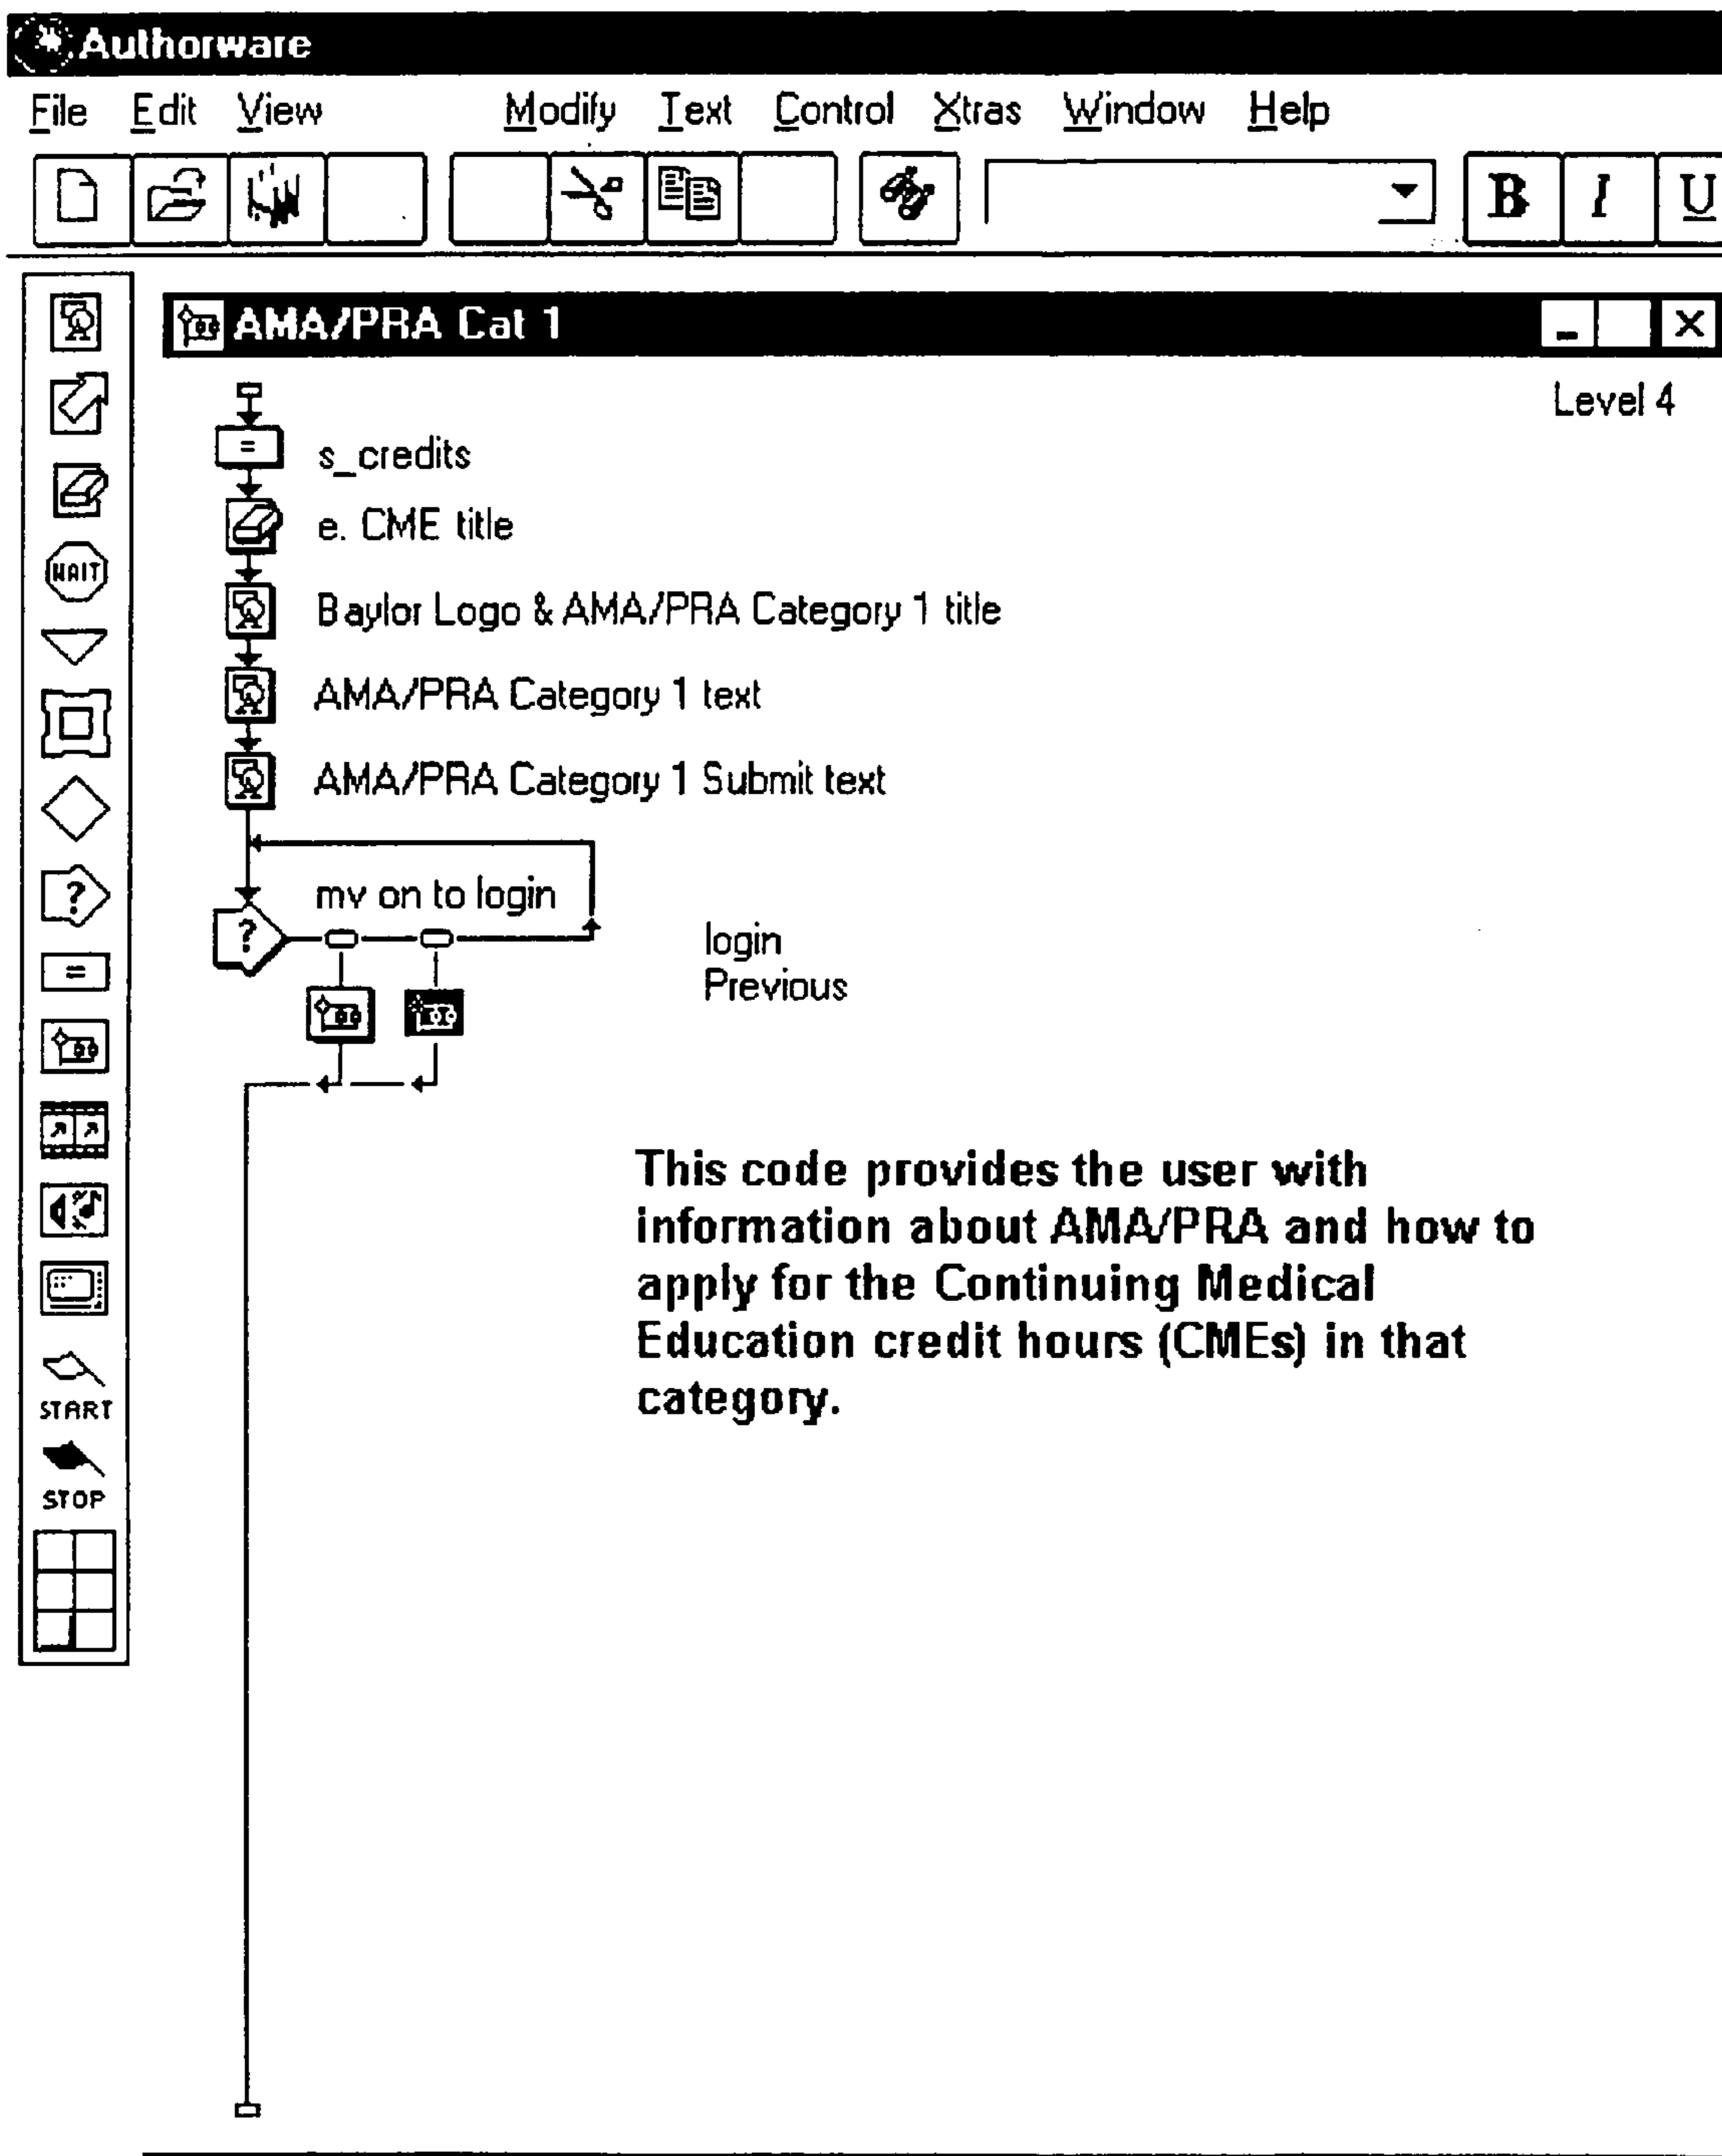 Authorware
File Edit View Modify Text Control Xtras Window Help
B I U
AMA/PRA Cat 1
Level 4
=
s_credits
e. CME title
Baylor Logo & AMA/PRA Category 1 title
AMA/PRA Category 1 text
AMA/PRA Category 1 Submit text
mv on to login
?
login
Previous
WAIT
?
=
START
STOP
This code provides the user with
information about AMA/PRA and how to
apply for the Continuing Medical
Education credit hours (CMEs) in that
category.